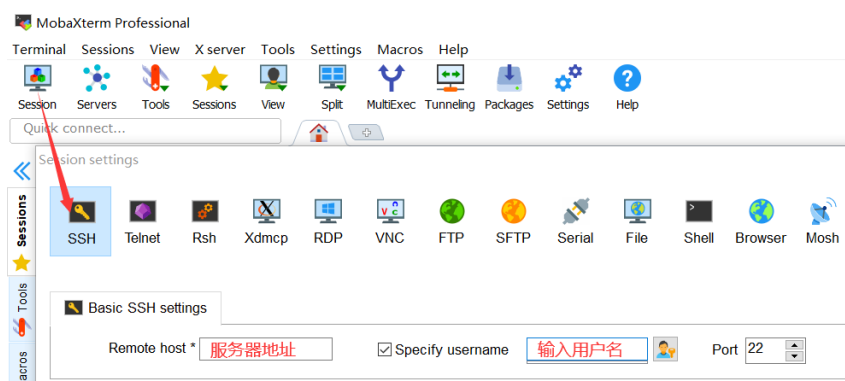 MobaXterm Professional
Terminal Sessions View X server Tools Settings Macros Help
Session Servers Tools Sessions View Split MultiExec Tunneling Packages Settings Help
Quick connect...
Session settings
Sessions
SSH Telnet Rsh Xdmcp RDP VNC FTP SFTP Serial File Shell Browser Mosh
Tools
Basic SSH settings
Remote host * 服务器地址 Specify username 输入用户名 Port 22
acros